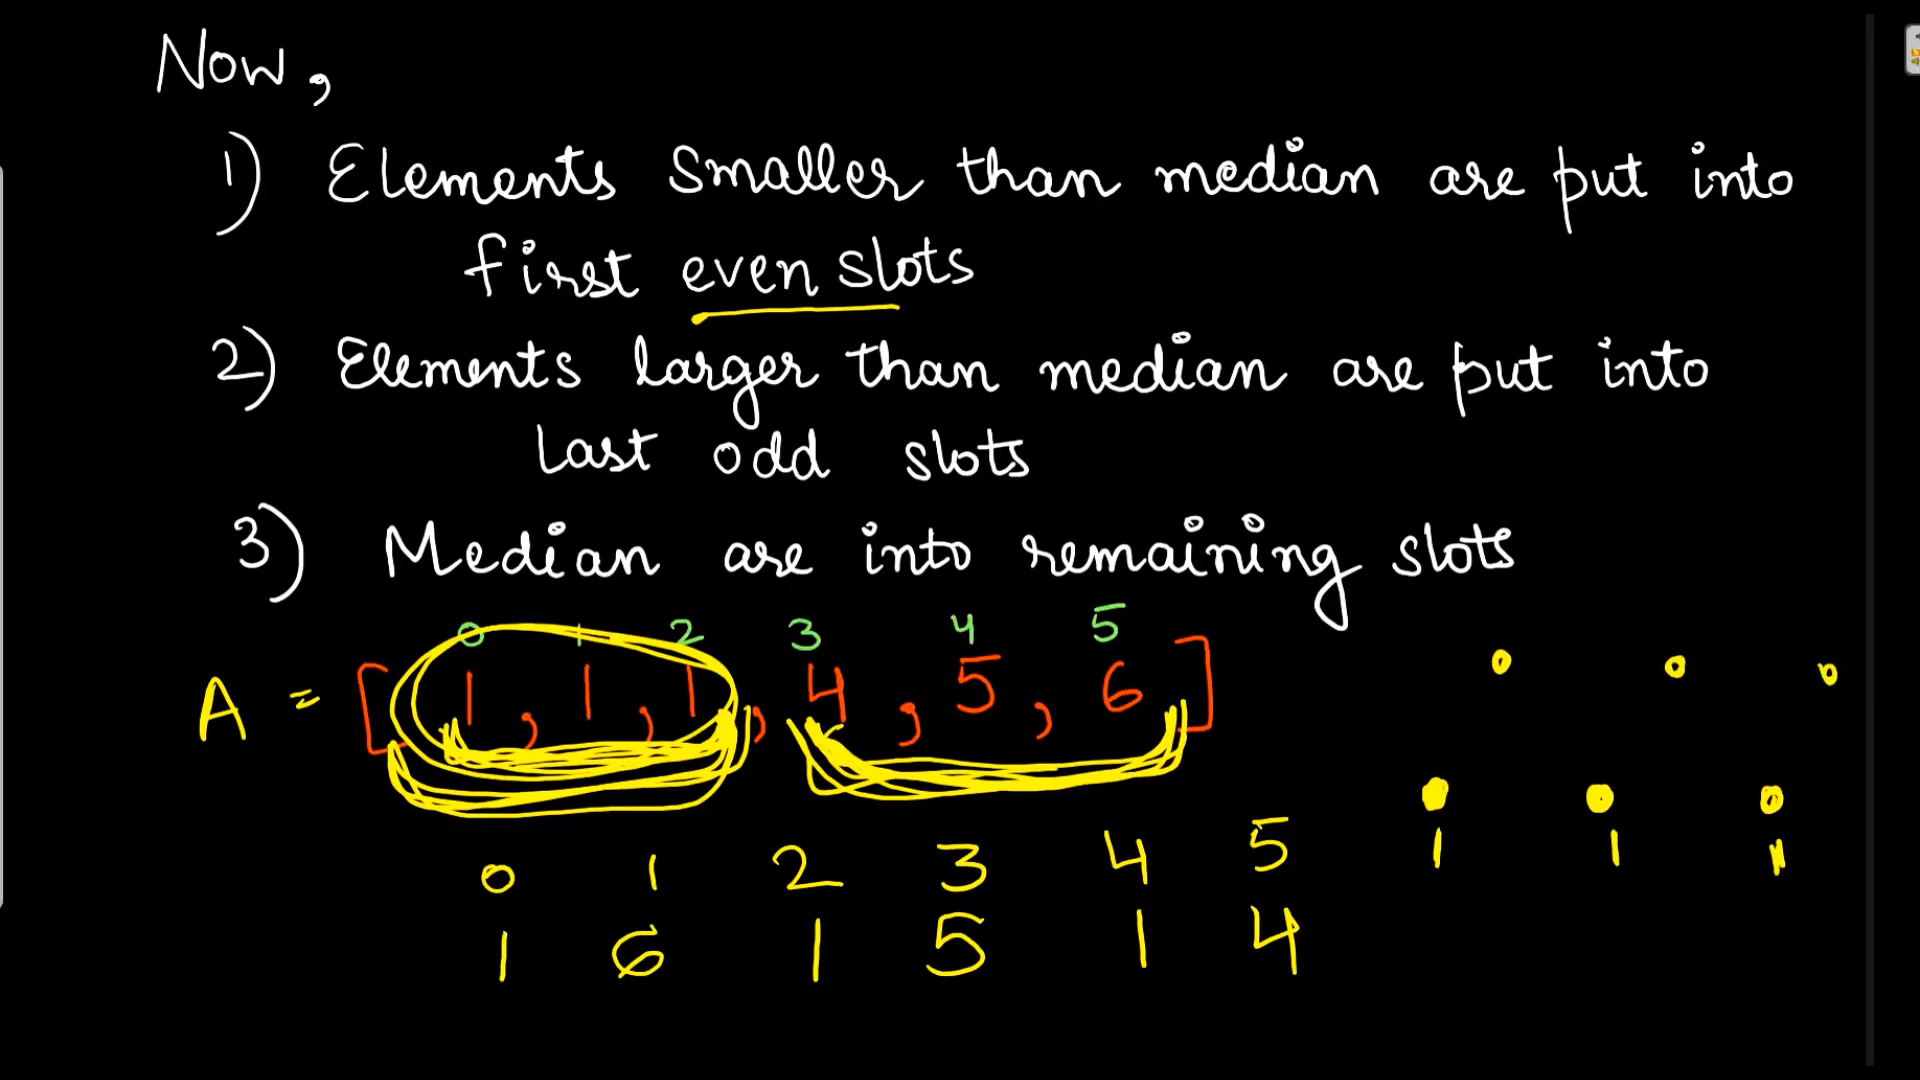 Now,
1) Elements smaller than median are put into
first even slots
2) Elements larger than median are put into
last odd slots
3) Median are into remaining slots
0 1 2 3 4 5
A = [1, 1, 1, 4, 5, 6]
0 1 2 3 4 5 1 1 1
1 6 1 5 1 4